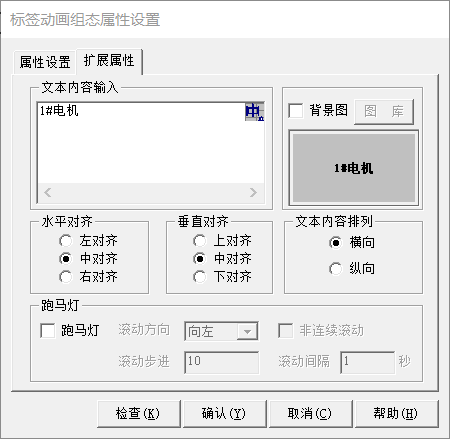 标签动画组态属性设置
属性设置 扩展属性
文本内容输入
1#电机
背景图 图 库
1#电机
水平对齐
左对齐
中对齐
右对齐
垂直对齐
上对齐
中对齐
下对齐
文本内容排列
横向
纵向
跑马灯
跑马灯 滚动方向 向左 非连续滚动
滚动步进 10 滚动间隔 1 秒
检查(K) 确认(Y) 取消(C) 帮助(H)